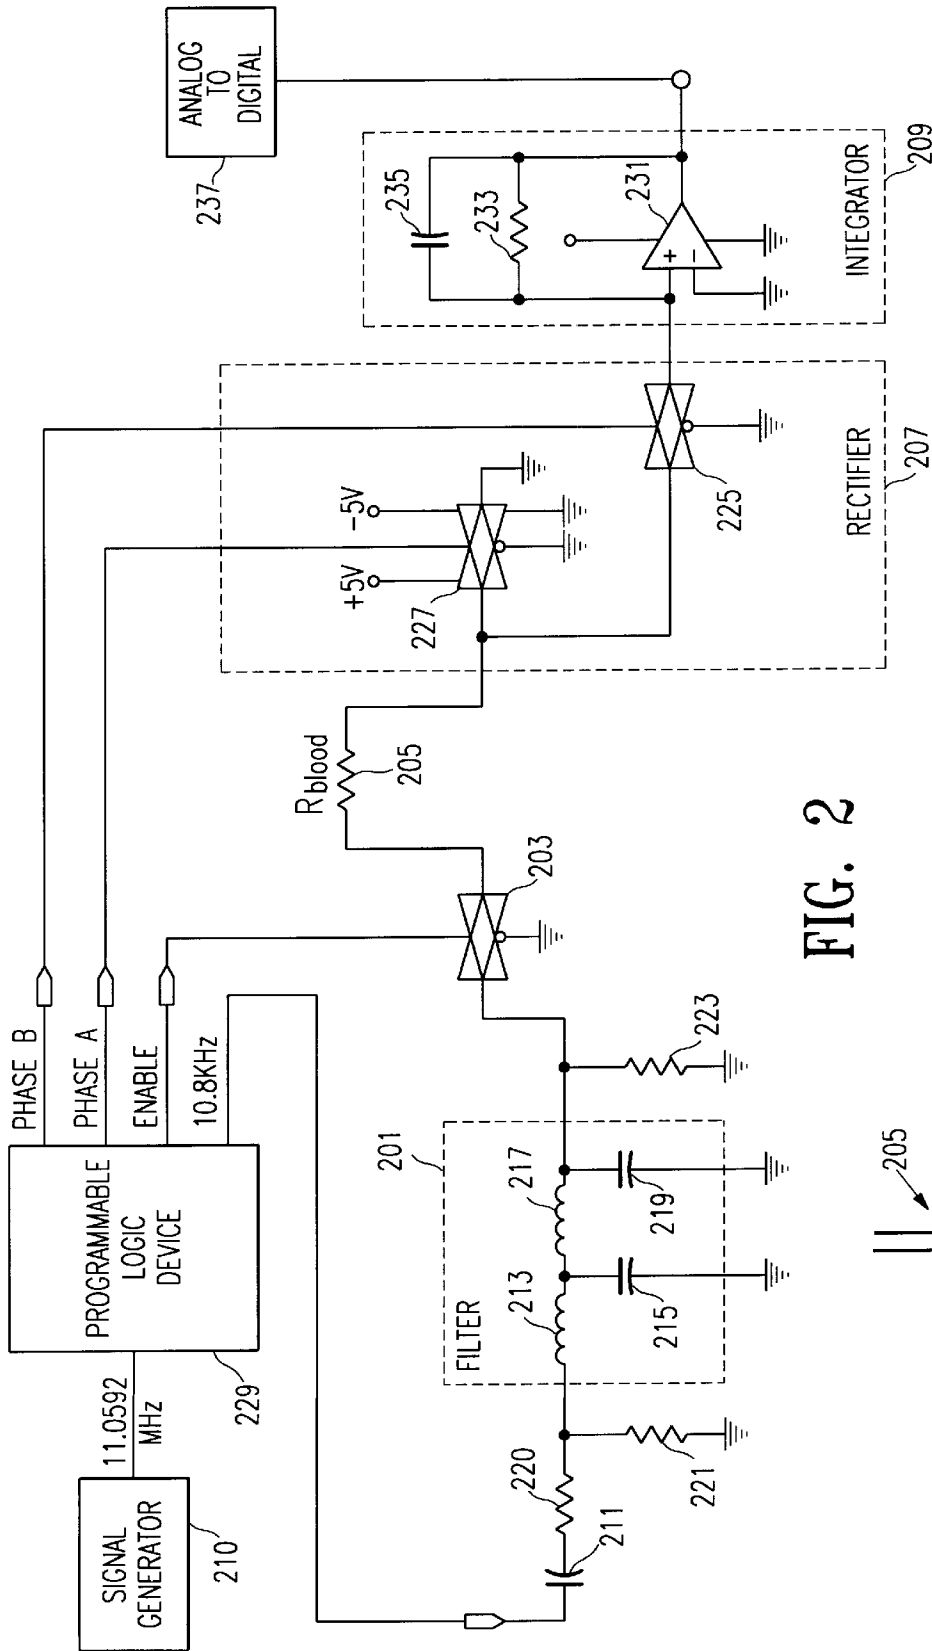 SIGNAL
GENERATOR
210
11.0592
MHz
PROGRAMMABLE
LOGIC
DEVICE
229
PHASE B
PHASE A
ENABLE
10.8KHz
211
220
221
FILTER
201
213
215
217
219
223
203
Rblood
205
RECTIFIER
207
+5V
-5V
227
225
INTEGRATOR
209
235
233
231
+
−
ANALOG
TO
DIGITAL
237
205
FIG. 2